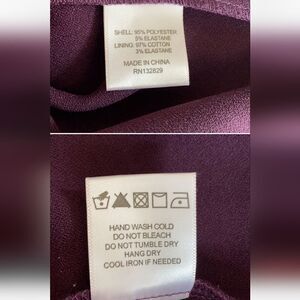 SHELL: 95% POLYESTER
5% ELASTANE
LINING: 97% COTTON
3% ELASTANE
MADE IN CHINA
RN132829
HAND WASH COLD
DO NOT BLEACH
DO NOT TUMBLE DRY
HANG DRY
COOL IRON IF NEEDED